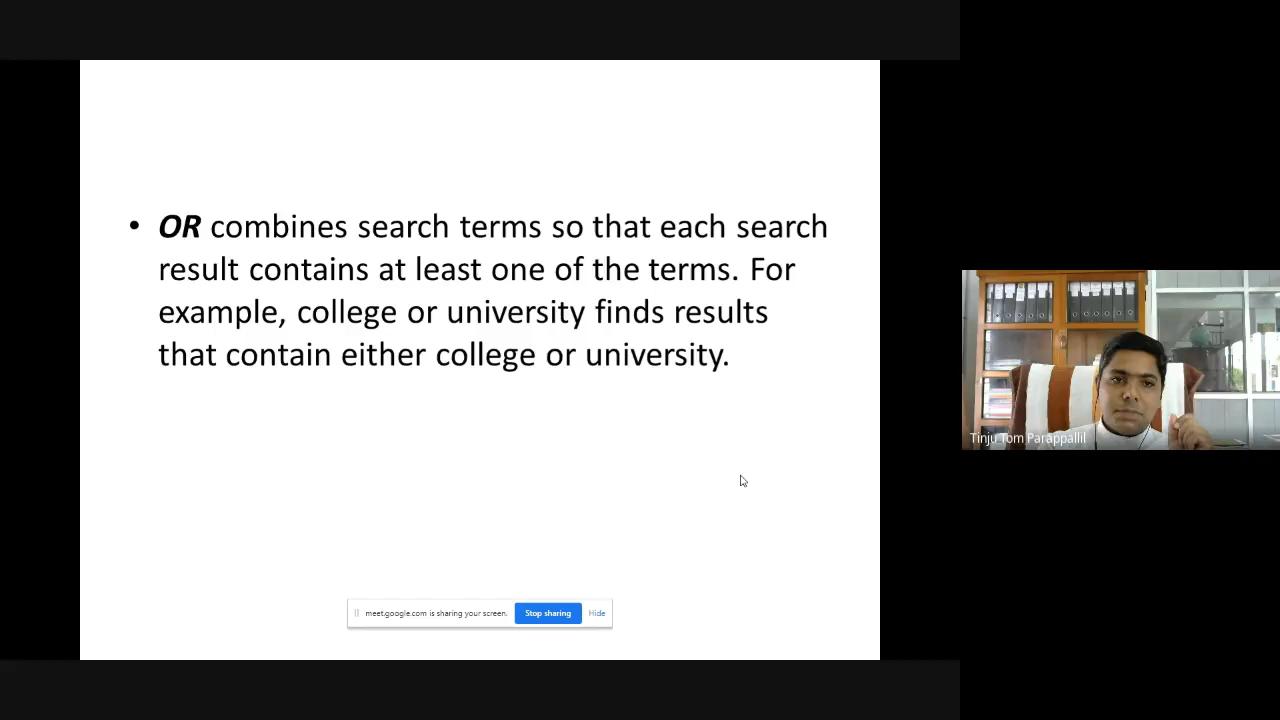 • OR combines search terms so that each search
result contains at least one of the terms. For
example, college or university finds results
that contain either college or university.
Tinju Tom Parappallil
meet.google.com is sharing your screen. Stop sharing Hide